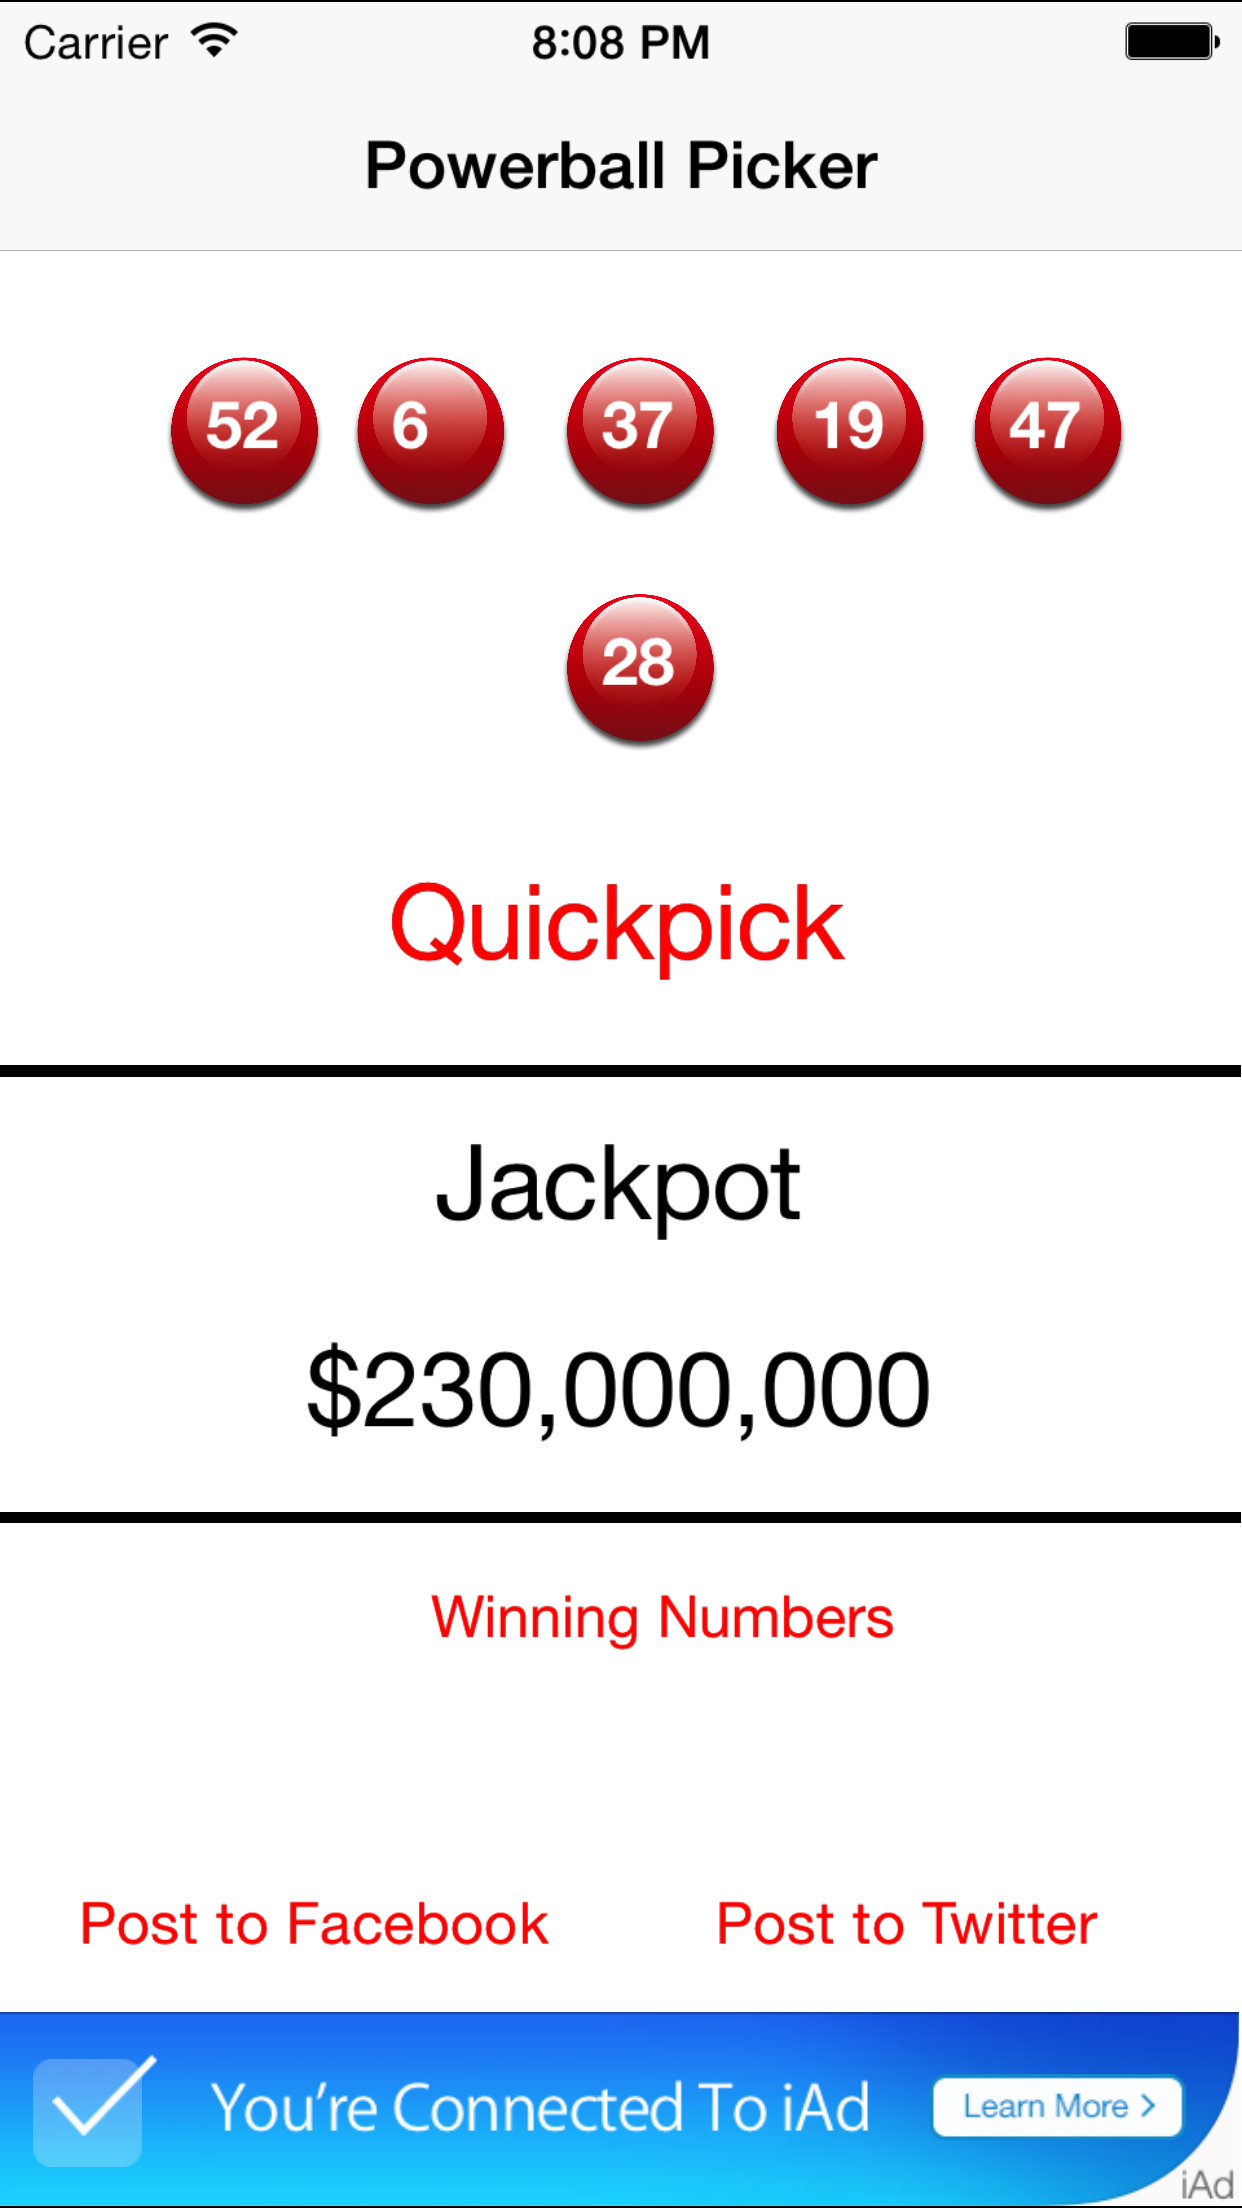 Carrier 8:08 PM
Powerball Picker
52 6 37 19 47
28
Quickpick
Jackpot
$230,000,000
Winning Numbers
Post to Facebook Post to Twitter
You're Connected To iAd Learn More >
iAd